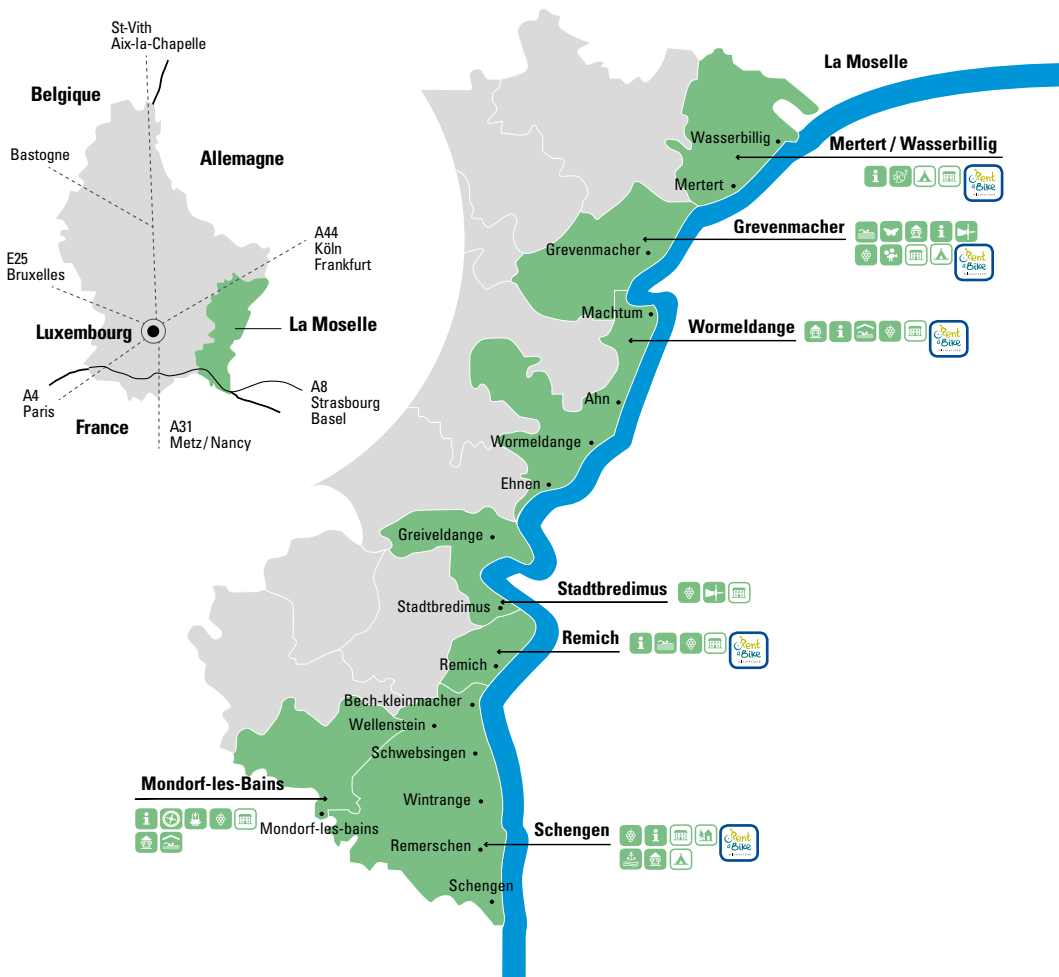 St-Vith
Aix-la-Chapelle
Belgique
Bastogne
Allemagne
A44
Köln
Frankfurt
E25
Bruxelles
Luxembourg
La Moselle
A4
Paris
France
A31
Metz/Nancy
A8
Strasbourg
Basel
La Moselle
Wasserbillig
Mertert / Wasserbillig
Mertert
Rent
a Bike
Grevenmacher
Grevenmacher
Rent
a Bike
Machtum
Wormeldange
Rent
a Bike
Ahn
Wormeldange
Ehnen
Greiveldange
Stadtbredimus
Stadtbredimus
Remich
Rent
a Bike
Remich
Bech-kleinmacher
Wellenstein
Schwebsingen
Mondorf-les-Bains
Mondorf-les-bains
Wintrange
Schengen
Rent
a Bike
Remerschen
Schengen